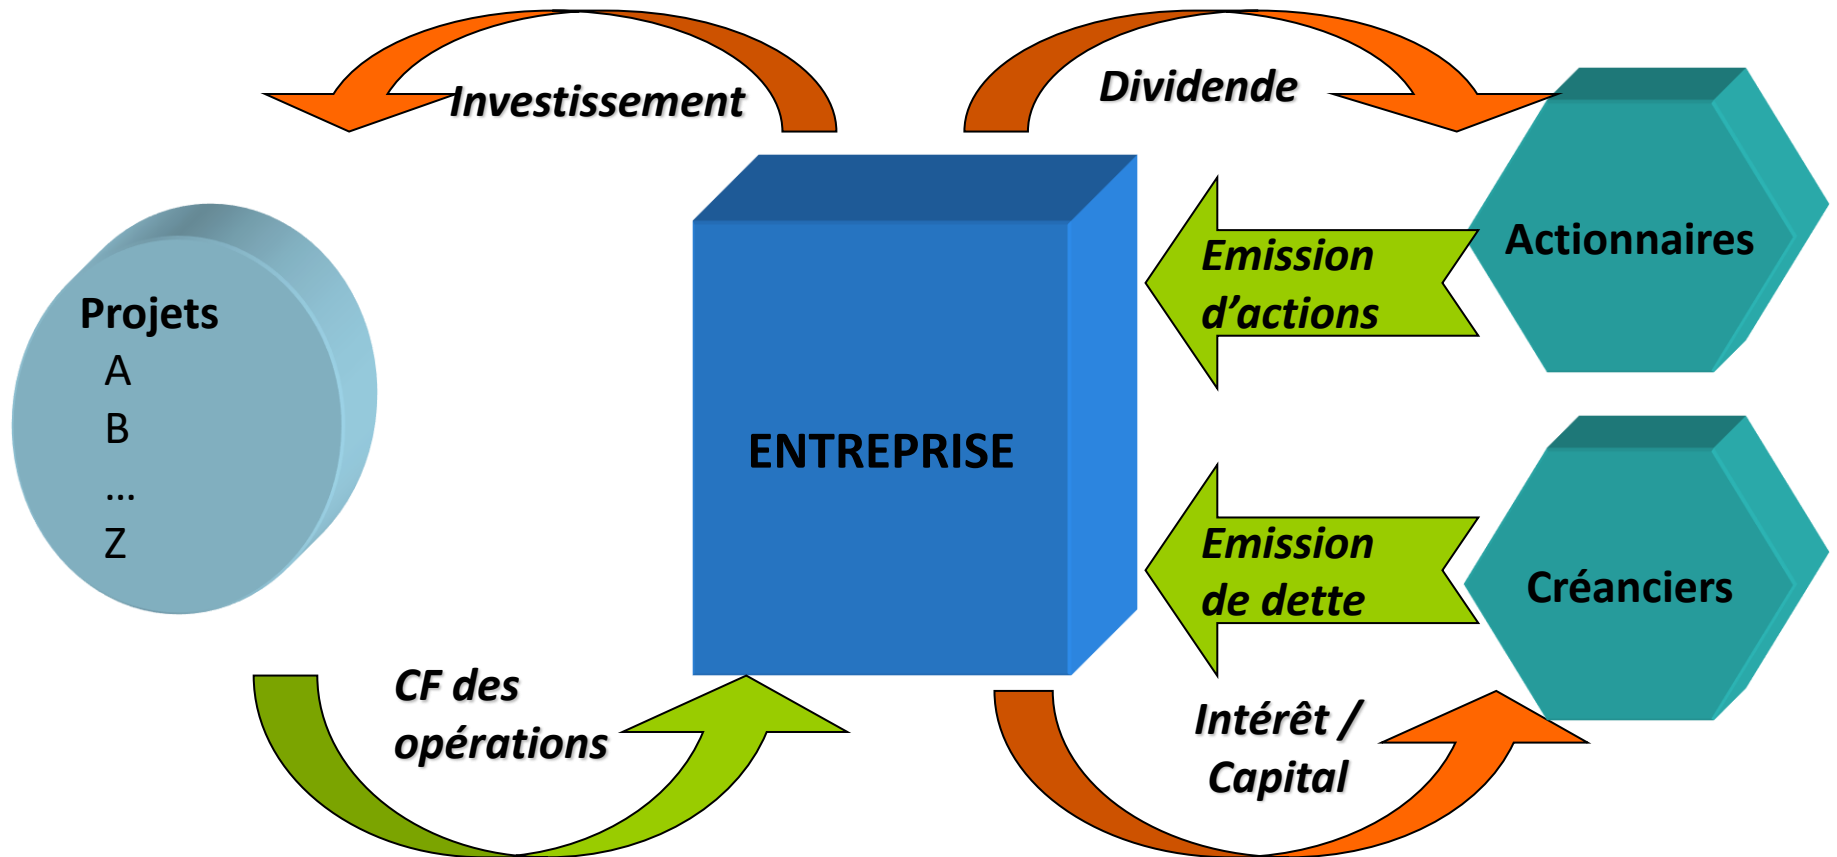 Investissement
Dividende
Projets
A
B
...
Z
ENTREPRISE
Emission
d’actions
Actionnaires
Emission
de dette
Créanciers
CF des
opérations
Intérêt /
Capital